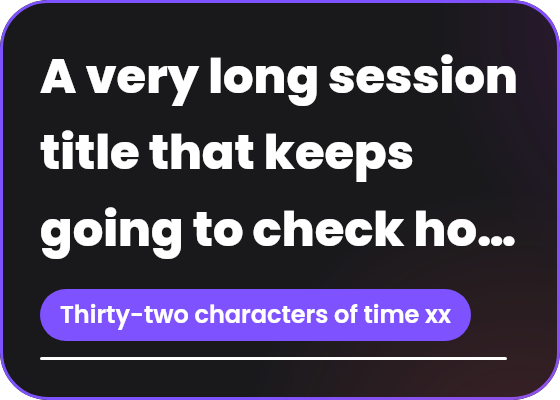 A very long session
title that keeps
going to check ho...
Thirty-two characters of time xx